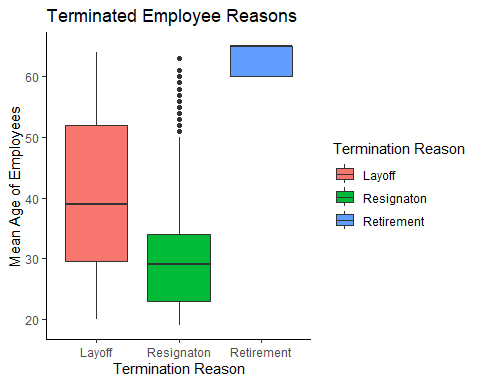 Terminated Employee Reasons
Mean Age of Employees
60
50
40
30
20
Layoff Resignaton Retirement
Termination Reason
Termination Reason
Layoff
Resignaton
Retirement